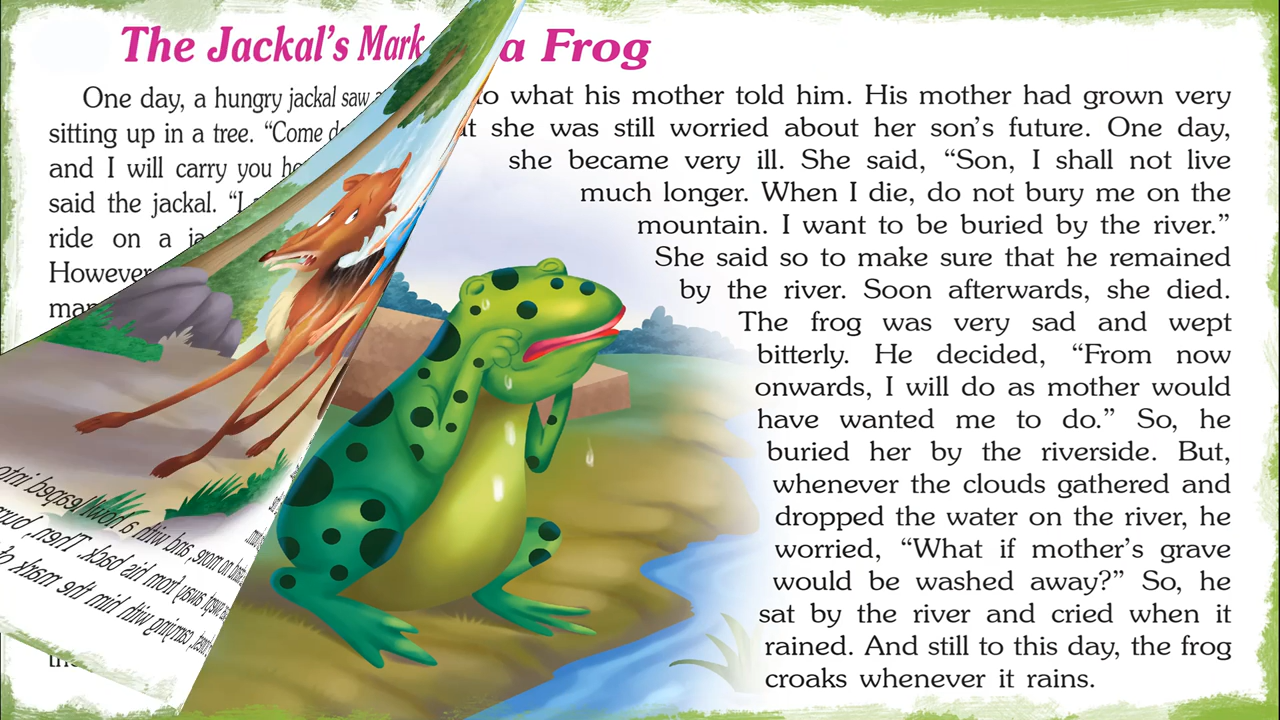 The Jackal's Mark
a Frog
One day, a hungry jackal saw
sitting up in a tree. "Come
and I will carry you
said the jackal.
ride on a
However
to what his mother told him. His mother had grown very
she was still worried about her son's future. One day,
she became very ill. She said, "Son, I shall not live
much longer. When I die, do not bury me on the
mountain. I want to be buried by the river."
She said so to make sure that he remained
by the river. Soon afterwards, she died.
The frog was very sad and wept
bitterly. He decided, "From now
onwards, I will do as mother would
have wanted me to do." So, he
buried her by the riverside. But,
whenever the clouds gathered and
dropped the water on the river, he
worried, "What if mother's grave
would be washed away?" So, he
sat by the river and cried when it
rained. And still to this day, the frog
croaks whenever it rains.